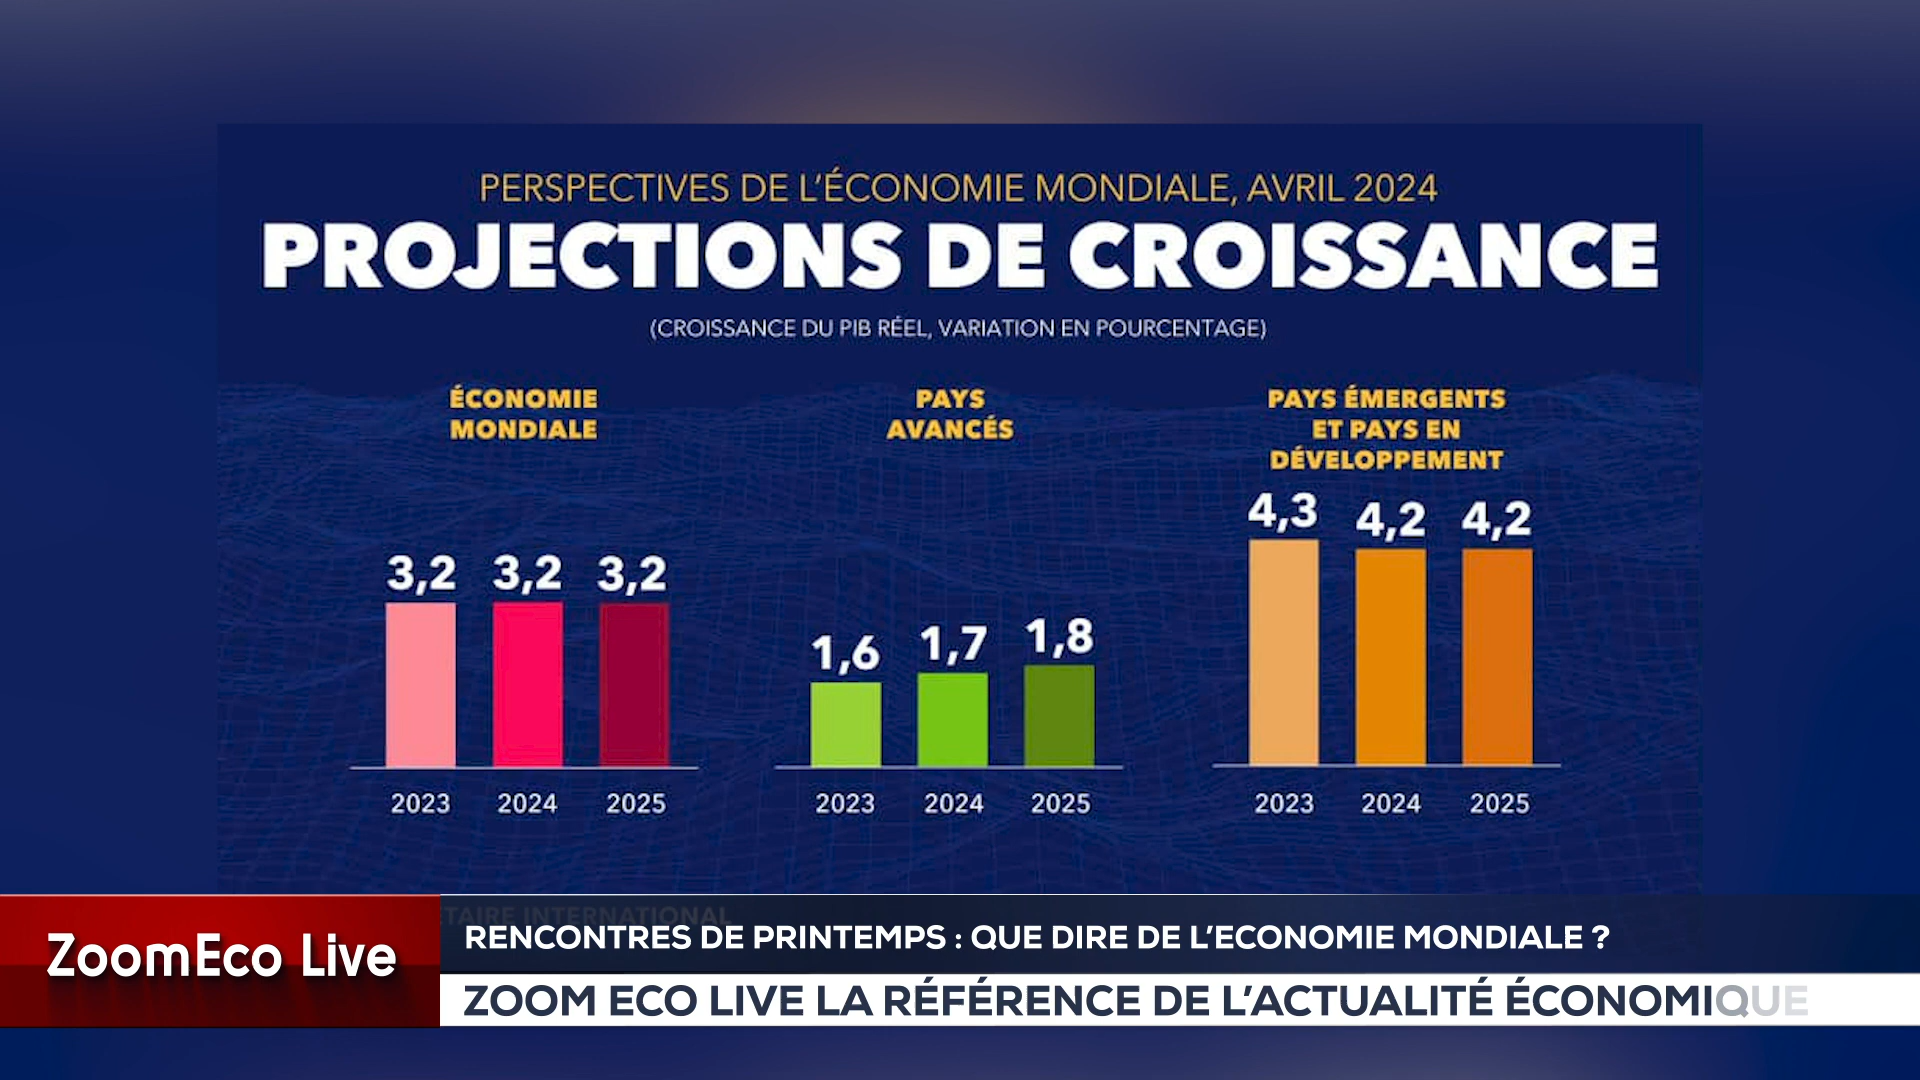 PERSPECTIVES DE L'ÉCONOMIE MONDIALE, AVRIL 2024
PROJECTIONS DE CROISSANCE
(CROISSANCE DU PIB RÉEL, VARIATION EN POURCENTAGE)
ÉCONOMIE
MONDIALE
3,2 3,2 3,2
2023 2024 2025
PAYS
AVANCÉS
1,6 1,7 1,8
2023 2024 2025
PAYS ÉMERGENTS
ET PAYS EN
DÉVELOPPEMENT
4,3 4,2 4,2
2023 2024 2025
INTERNATIONAL
ZoomEco Live
RENCONTRES DE PRINTEMPS : QUE DIRE DE L'ECONOMIE MONDIALE ?
ZOOM ECO LIVE LA RÉFÉRENCE DE L'ACTUALITÉ ÉCONOMIQUE